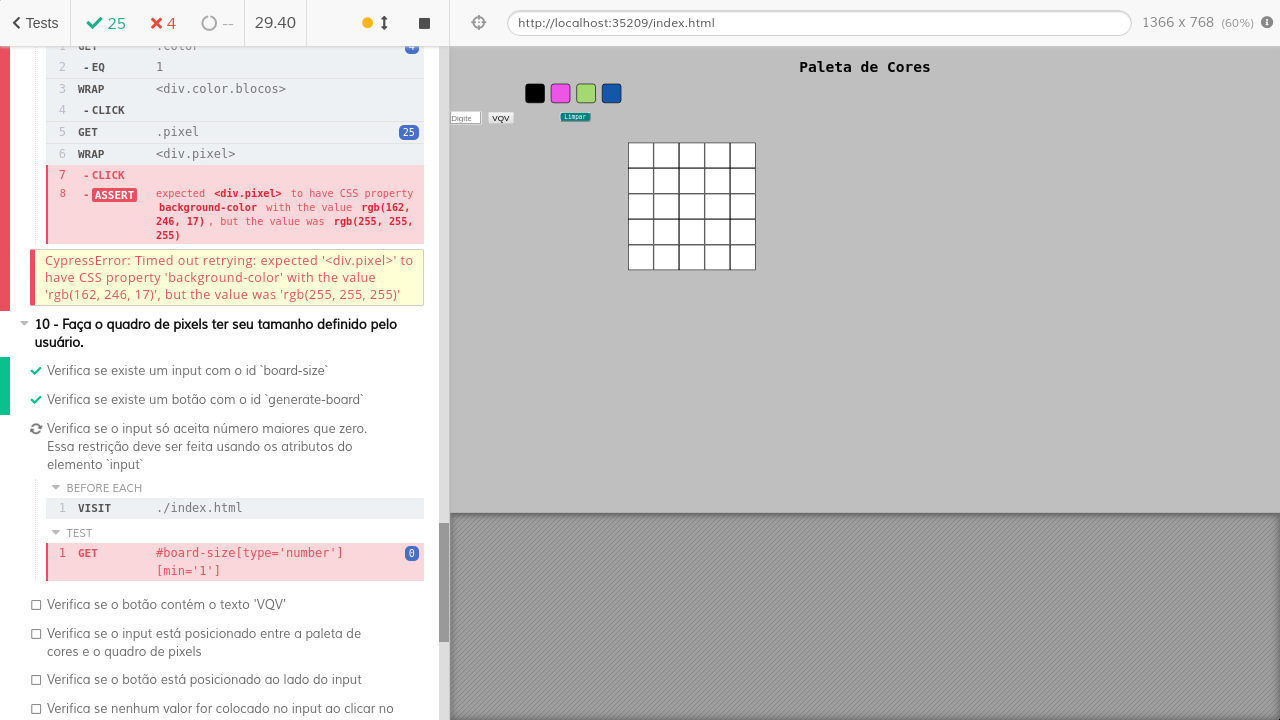 Tests
25
4
--
29.40
http://localhost:35209/index.html
1366 x 768 (60%)
1 GET .color 4
2 - EQ 1
3 WRAP <div.color.blocos>
4 - CLICK
5 GET .pixel 25
6 WRAP <div.pixel>
7 - CLICK
8 - ASSERT expected <div.pixel> to have CSS property
background-color with the value rgb(162,
246, 17) , but the value was rgb(255, 255,
255)
CypressError: Timed out retrying: expected '<div.pixel>' to
have CSS property 'background-color' with the value
'rgb(162, 246, 17)', but the value was 'rgb(255, 255, 255)'
10 - Faça o quadro de pixels ter seu tamanho definido pelo
usuário.
Verifica se existe um input com o id `board-size`
Verifica se existe um botão com o id `generate-board`
Verifica se o input só aceita número maiores que zero.
Essa restrição deve ser feita usando os atributos do
elemento `input`
BEFORE EACH
1 VISIT ./index.html
TEST
1 GET #board-size[type='number'] 0
[min='1']
Verifica se o botão contém o texto 'VQV'
Verifica se o input está posicionado entre a paleta de
cores e o quadro de pixels
Verifica se o botão está posicionado ao lado do input
Verifica se nenhum valor for colocado no input ao clicar no
Paleta de Cores
Digite
VQV
Limpar